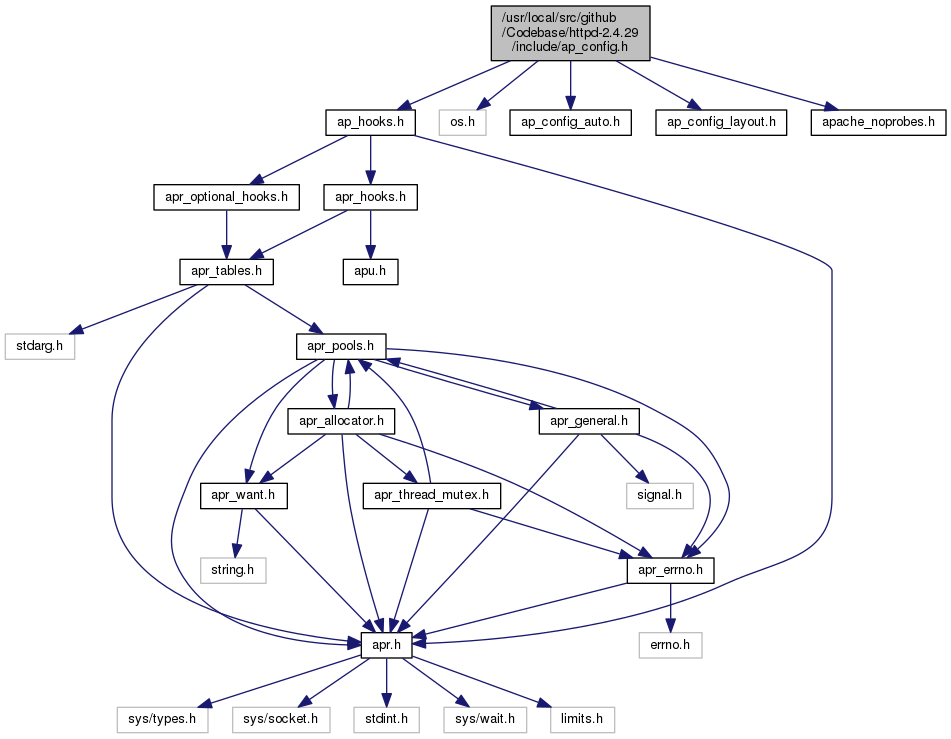 /usr/local/src/github
/Codebase/httpd-2.4.29
/include/ap_config.h
ap_hooks.h
os.h
ap_config_auto.h
ap_config_layout.h
apache_noprobes.h
apr_optional_hooks.h
apr_hooks.h
apr_tables.h
apu.h
stdarg.h
apr_pools.h
apr_allocator.h
apr_general.h
apr_want.h
apr_thread_mutex.h
signal.h
string.h
apr_errno.h
apr.h
errno.h
sys/types.h
sys/socket.h
stdint.h
sys/wait.h
limits.h